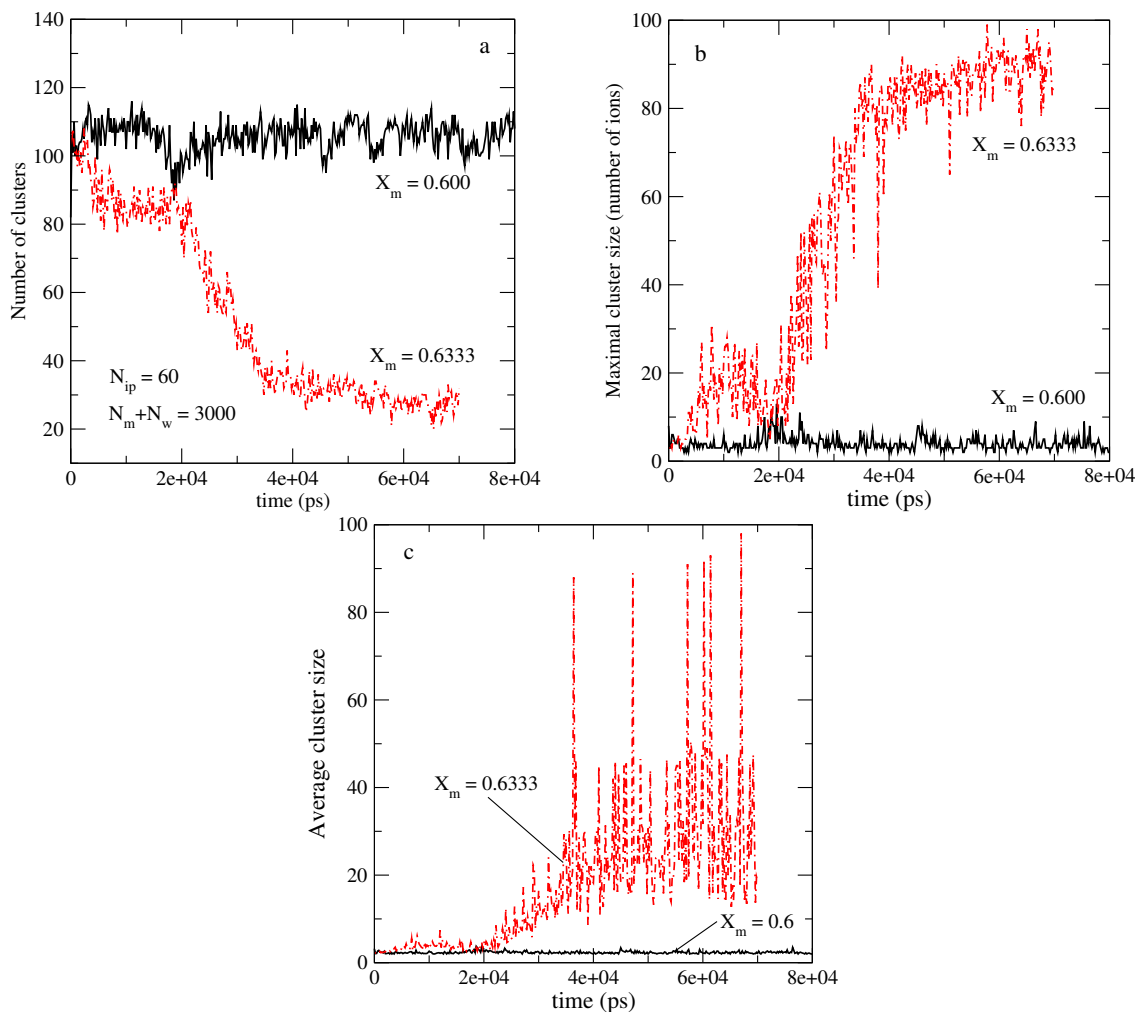 a
140
120
100
80
60
40
20
Number of clusters
X_m = 0.600
X_m = 0.6333
N_ip = 60
N_m+N_w = 3000
0
2e+04
4e+04
6e+04
8e+04
time (ps)
b
100
80
60
40
20
0
Maximal cluster size (number of ions)
X_m = 0.6333
X_m = 0.600
0
2e+04
4e+04
6e+04
8e+04
time (ps)
c
100
80
60
40
20
0
Average cluster size
X_m = 0.6333
X_m = 0.6
0
2e+04
4e+04
6e+04
8e+04
time (ps)